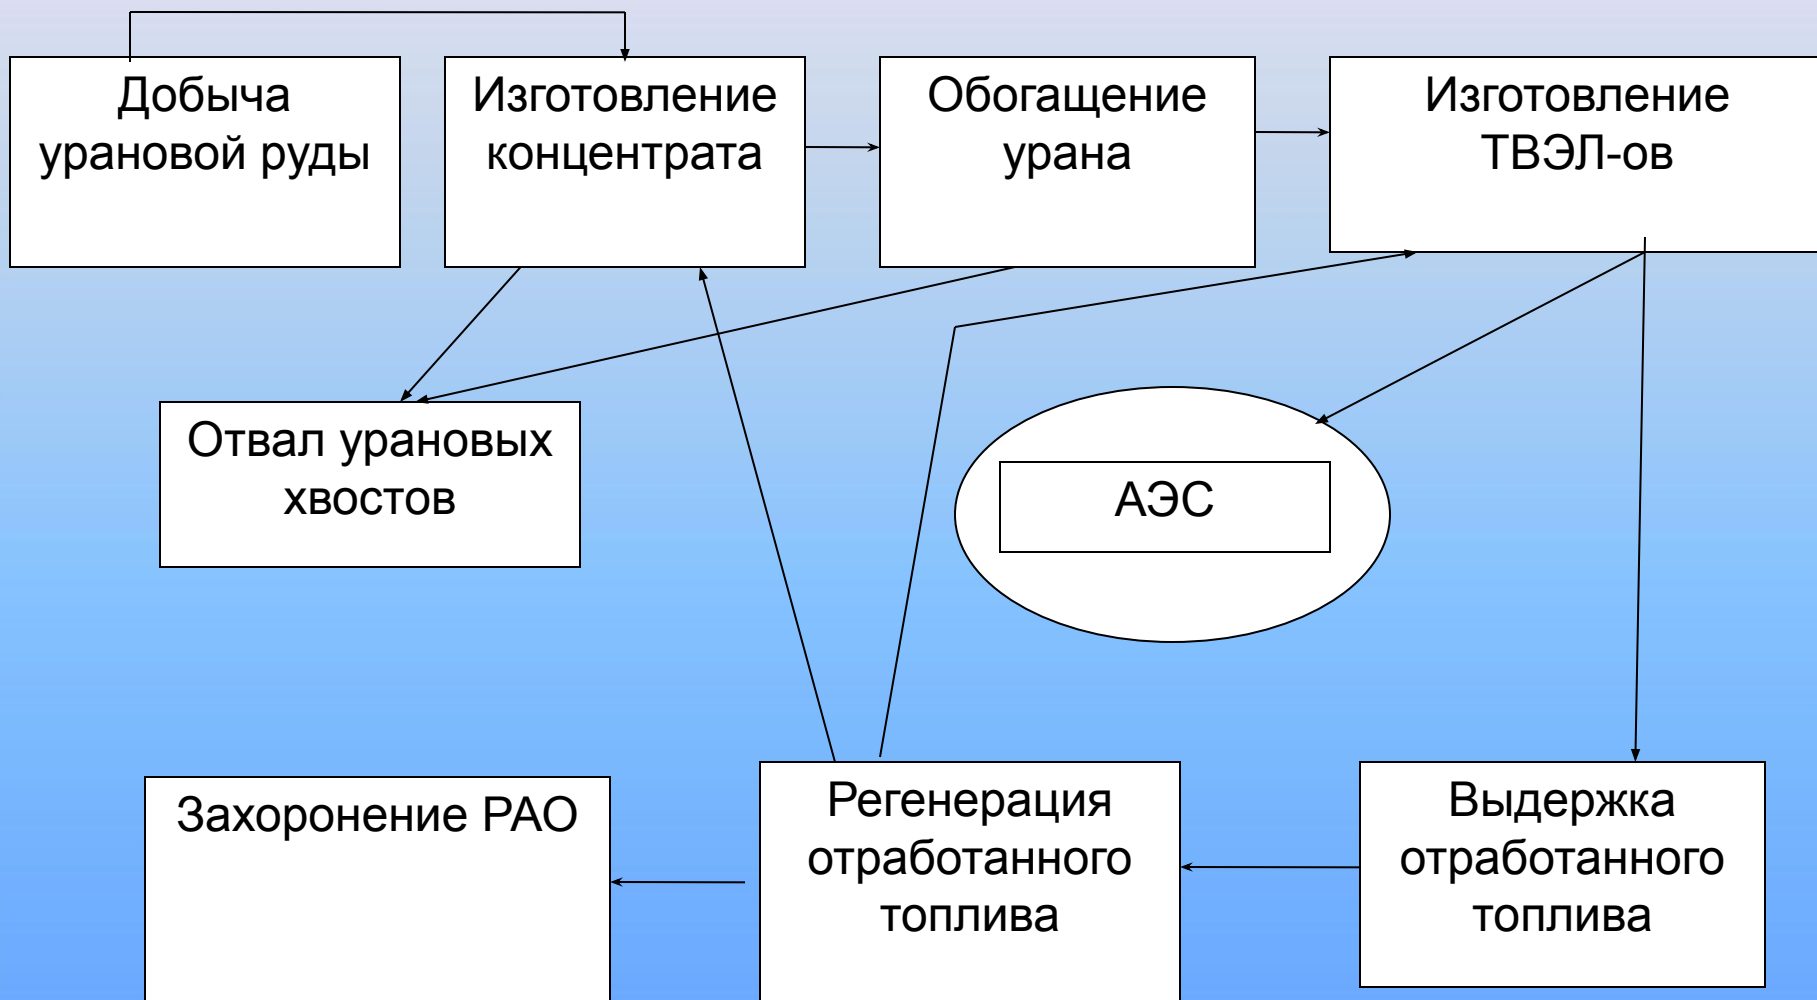 Добыча
урановой руды
Изготовление
концентрата
Обогащение
урана
Изготовление
ТВЭЛ-ов
Отвал урановых
хвостов
АЭС
Захоронение РАО
Регенерация
отработанного
топлива
Выдержка
отработанного
топлива